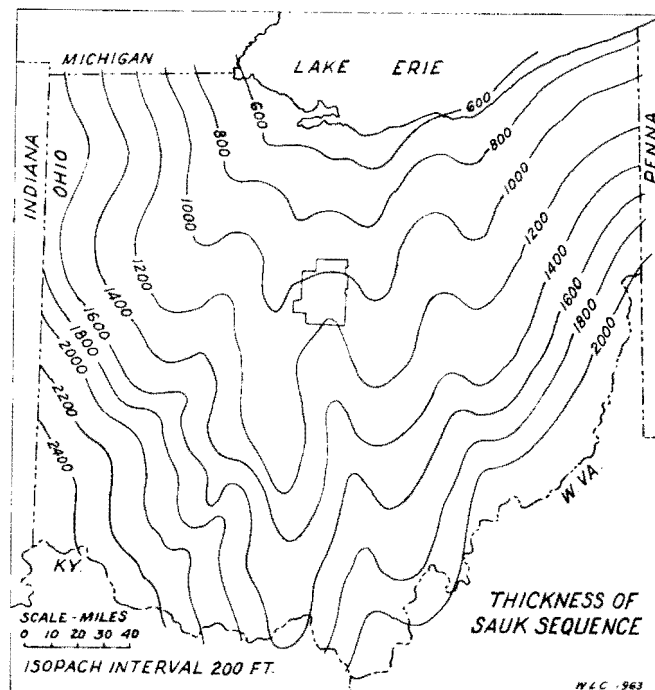 MICHIGAN
LAKE ERIE
INDIANA
OHIO
PENNA
600
600
800
800
1000
1000
1200
1200
1400
1400
1600
1600
1800
1800
2000
2000
2200
2400
W. VA.
KY.
SCALE - MILES
0 10 20 30 40
ISOPACH INTERVAL 200 FT.
THICKNESS OF
SAUK SEQUENCE
WLC -963